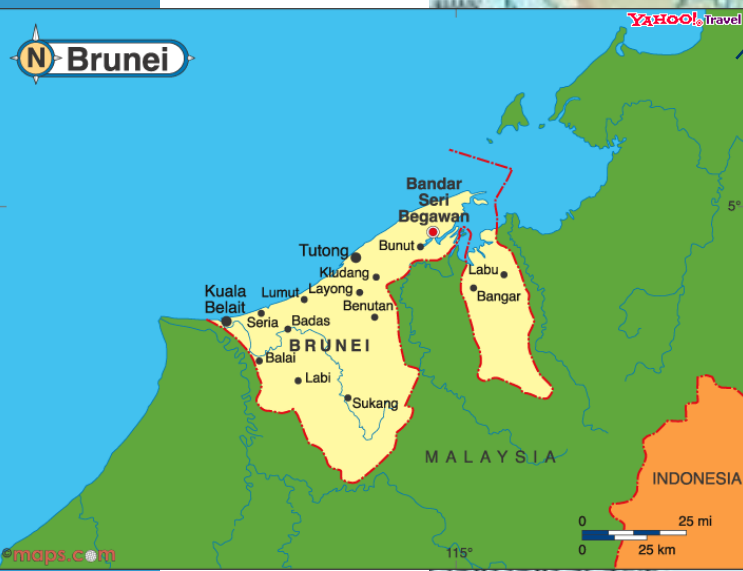 YAHOO! Travel
N Brunei
Bandar
Seri
Begawan
5°
Tutong
Bunut
Kludang
Labu
Kuala
Belait
Lumut
Layong
Bangar
Benutan
Seria
Badas
BRUNEI
Balai
Labi
Sukang
MALAYSIA
INDONESIA
0 25 mi
0 25 km
115°
©maps.com